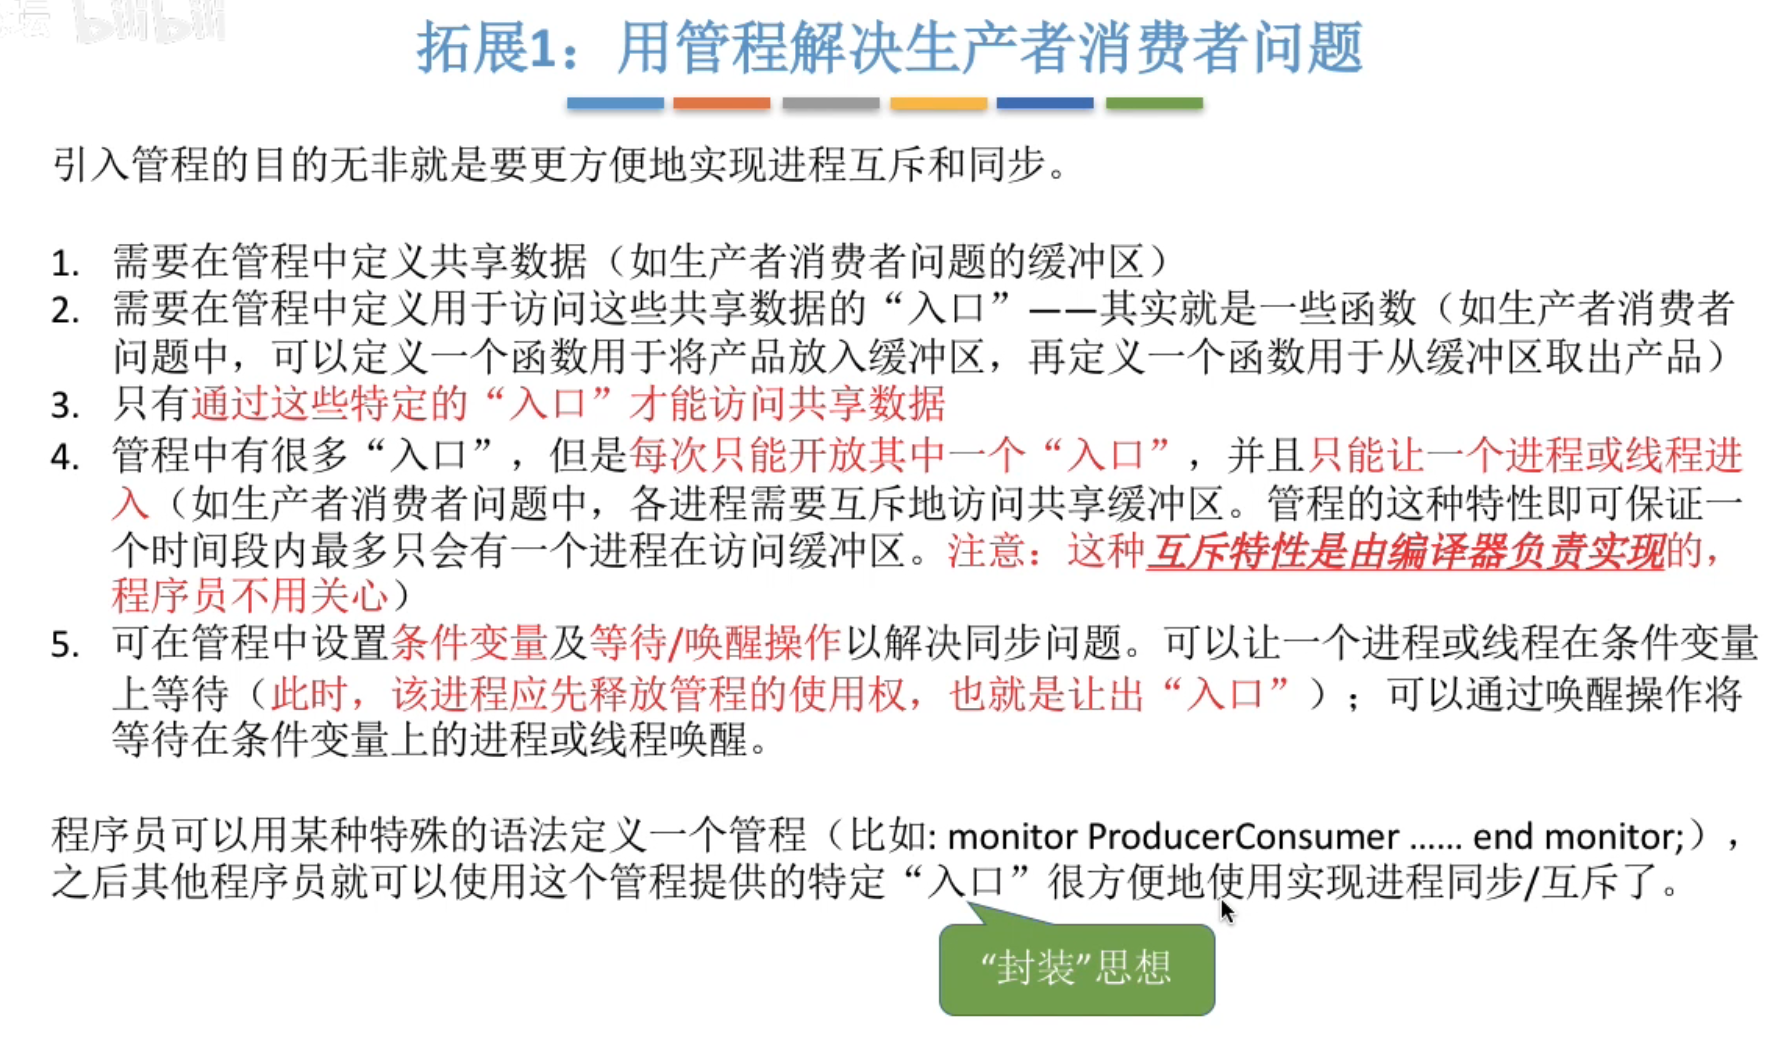 坛 bilibili
拓展1：用管程解决生产者消费者问题
引入管程的目的无非就是要更方便地实现进程互斥和同步。
1. 需要在管程中定义共享数据（如生产者消费者问题的缓冲区）
2. 需要在管程中定义用于访问这些共享数据的“入口”——其实就是一些函数（如生产者消费者
问题中，可以定义一个函数用于将产品放入缓冲区，再定义一个函数用于从缓冲区取出产品）
3. 只有通过这些特定的“入口”才能访问共享数据
4. 管程中有很多“入口”，但是每次只能开放其中一个“入口”，并且只能让一个进程或线程进
入（如生产者消费者问题中，各进程需要互斥地访问共享缓冲区。管程的这种特性即可保证一
个时间段内最多只会有一个进程在访问缓冲区。注意：这种互斥特性是由编译器负责实现的，
程序员不用关心）
5. 可在管程中设置条件变量及等待/唤醒操作以解决同步问题。可以让一个进程或线程在条件变量
上等待（此时，该进程应先释放管程的使用权，也就是让出“入口”）；可以通过唤醒操作将
等待在条件变量上的进程或线程唤醒。
程序员可以用某种特殊的语法定义一个管程（比如: monitor ProducerConsumer …… end monitor;），
之后其他程序员就可以使用这个管程提供的特定“入口”很方便地使用实现进程同步/互斥了。
“封装”思想